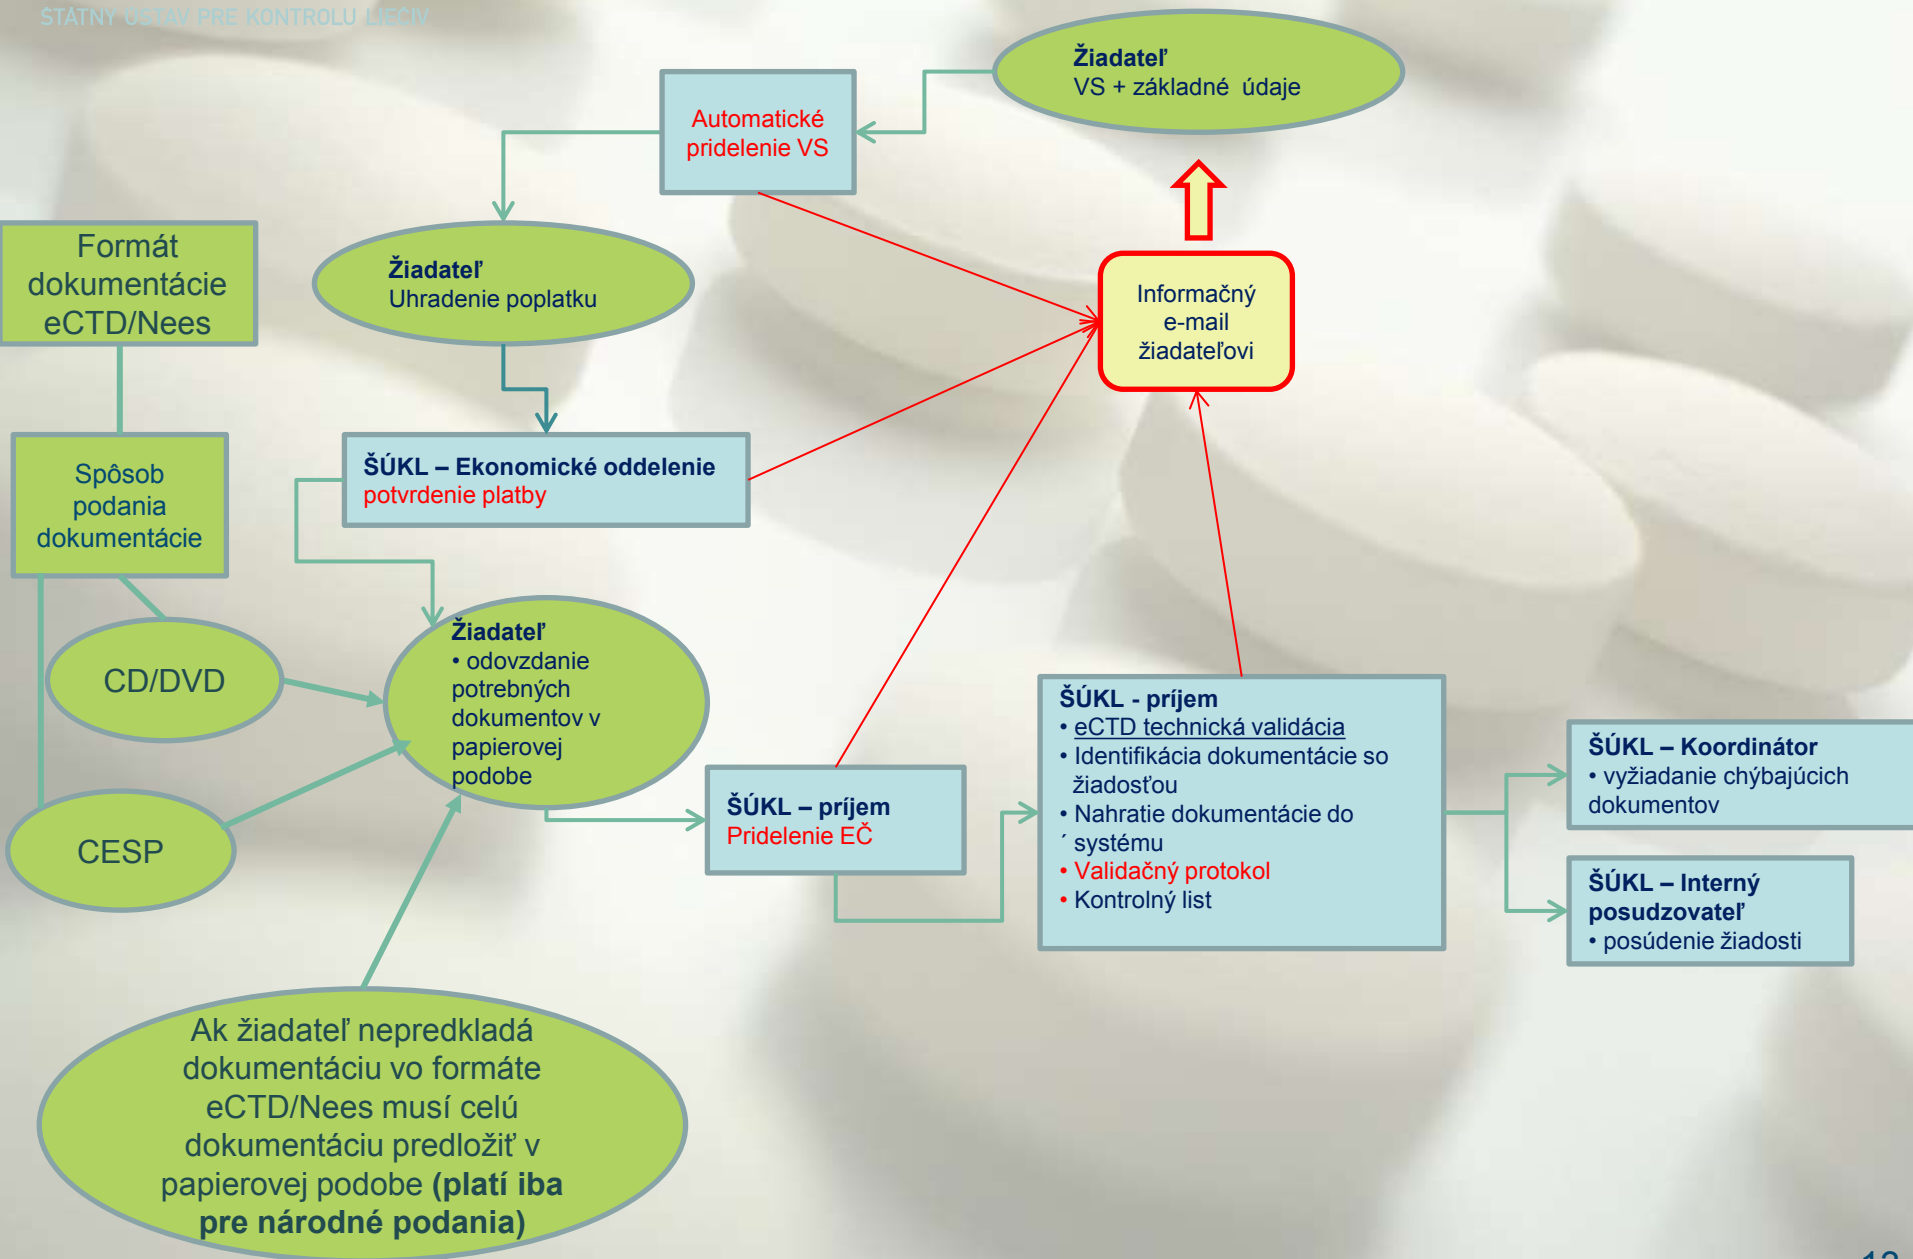 ŠTÁTNY ÚSTAV PRE KONTROLU LIEČIV
Žiadateľ
VS + základné údaje
Automatické
pridelenie VS
Formát
dokumentácie
eCTD/Nees
Žiadateľ
Uhradenie poplatku
Informačný
e-mail
žiadateľovi
Spôsob
podania
dokumentácie
ŠÚKL – Ekonomické oddelenie
potvrdenie platby
CD/DVD
CESP
Žiadateľ
• odovzdanie
potrebných
dokumentov v
papierovej
podobe
ŠÚKL – príjem
Pridelenie EČ
ŠÚKL - príjem
• eCTD technická validácia
• Identifikácia dokumentácie so
žiadosťou
• Nahratie dokumentácie do
´ systému
• Validačný protokol
• Kontrolný list
ŠÚKL – Koordinátor
• vyžiadanie chýbajúcich
dokumentov
ŠÚKL – Interný
posudzovateľ
• posúdenie žiadosti
Ak žiadateľ nepredkladá
dokumentáciu vo formáte
eCTD/Nees musí celú
dokumentáciu predložiť v
papierovej podobe (platí iba
pre národné podania)